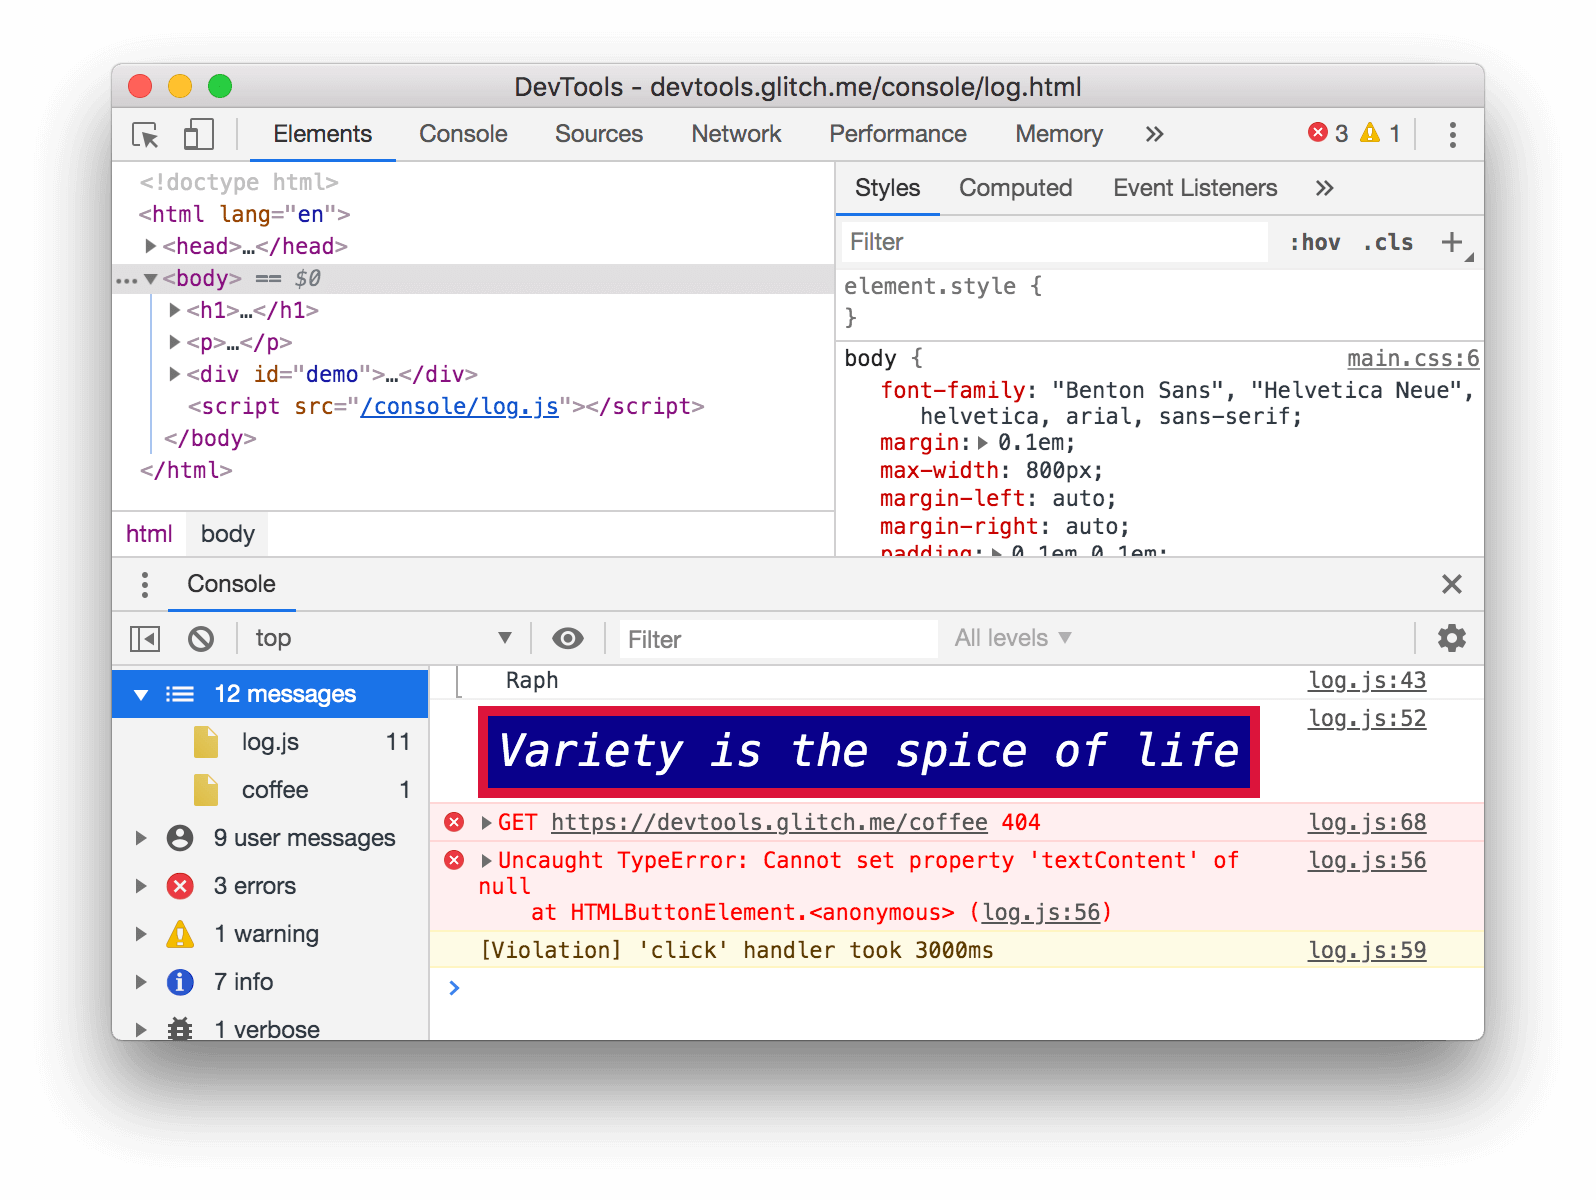 DevTools - devtools.glitch.me/console/log.html
Elements Console Sources Network Performance Memory » 3 1
<!doctype html>
<html lang="en">
<head>…</head>
<body> == $0
<h1>…</h1>
<p>…</p>
<div id="demo">…</div>
<script src="/console/log.js"></script>
</body>
</html>
html body
Styles Computed Event Listeners »
Filter :hov .cls +
element.style {
}
body { main.css:6
font-family: "Benton Sans", "Helvetica Neue",
helvetica, arial, sans-serif;
margin: 0.1em;
max-width: 800px;
margin-left: auto;
margin-right: auto;
padding: 0.1em 0.1em;
Console
top Filter All levels
12 messages
log.js 11
coffee 1
9 user messages
3 errors
1 warning
7 info
1 verbose
Raph log.js:43
Variety is the spice of life log.js:52
GET https://devtools.glitch.me/coffee 404 log.js:68
Uncaught TypeError: Cannot set property 'textContent' of log.js:56
null
at HTMLButtonElement.<anonymous> (log.js:56)
[Violation] 'click' handler took 3000ms log.js:59